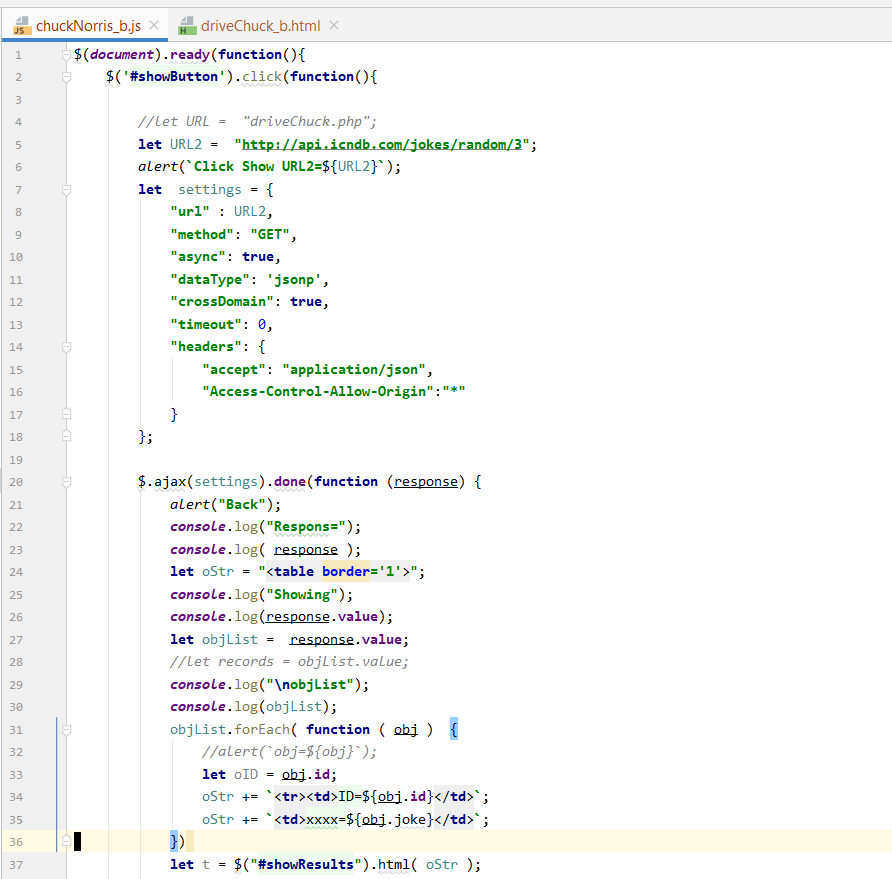 chuckNorris_b.js driveChuck_b.html
1 $(document).ready(function(){
2 $('#showButton').click(function(){
3
4 //let URL =  "driveChuck.php";
5 let URL2 =  "http://api.icndb.com/jokes/random/3";
6 alert(`Click Show URL2=${URL2}`);
7 let  settings = {
8 "url" : URL2,
9 "method": "GET",
10 "async": true,
11 "dataType": 'jsonp',
12 "crossDomain": true,
13 "timeout": 0,
14 "headers": {
15 "accept": "application/json",
16 "Access-Control-Allow-Origin":"*"
17 }
18 };
19
20 $.ajax(settings).done(function (response) {
21 alert("Back");
22 console.log("Respons=");
23 console.log( response );
24 let oStr = "<table border='1'>";
25 console.log("Showing");
26 console.log(response.value);
27 let objList =  response.value;
28 //let records = objList.value;
29 console.log("\nobjList");
30 console.log(objList);
31 objList.forEach( function ( obj )  {
32 //alert(`obj=${obj}`);
33 let oID = obj.id;
34 oStr += `<tr><td>ID=${obj.id}</td>`;
35 oStr += `<td>xxxx=${obj.joke}</td>`;
36 })
37 let t = $("#showResults").html( oStr );